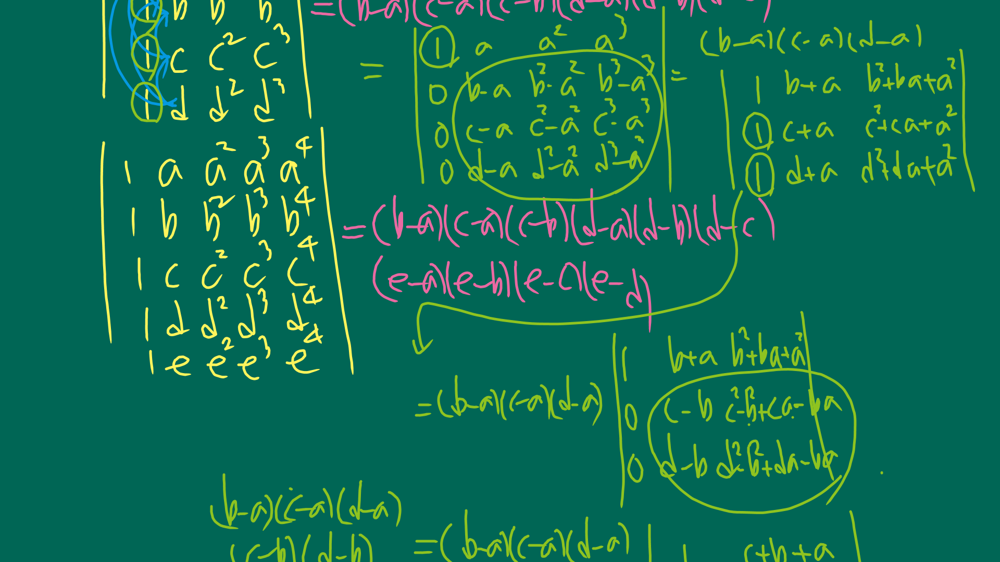 1 b b b
1 c c² c³
1 d d² d³
=(b-a)(c-a)(c-b)(d-a)(d-b)(d-
= 1 a a² a³
0 b-a b²-a² b³-a³
0 c-a c²-a² c³-a³
0 d-a d²-a² d³-a³
= (b-a)(c-a)(d-a)
1 b+a b²+ba+a²
1 c+a c²+ca+a²
1 d+a d²+da+a²
1 a a² a³ a⁴
1 b b² b³ b⁴
1 c c² c³ c⁴
1 d d² d³ d⁴
1 e e² e³ e⁴
=(b-a)(c-a)(c-b)(d-a)(d-b)(d-c)
(e-a)(e-b)(e-c)(e-d)
=(b-a)(c-a)(d-a)
1 b+a b²+ba+a²
0 c-b c²-b²+ca-ba
0 d-b d²-b²+da-ba
(b-a)(c-a)(d-a)
(c-b)(d-b)
=(b-a)(c-a)(d-a) 1 c+b+a